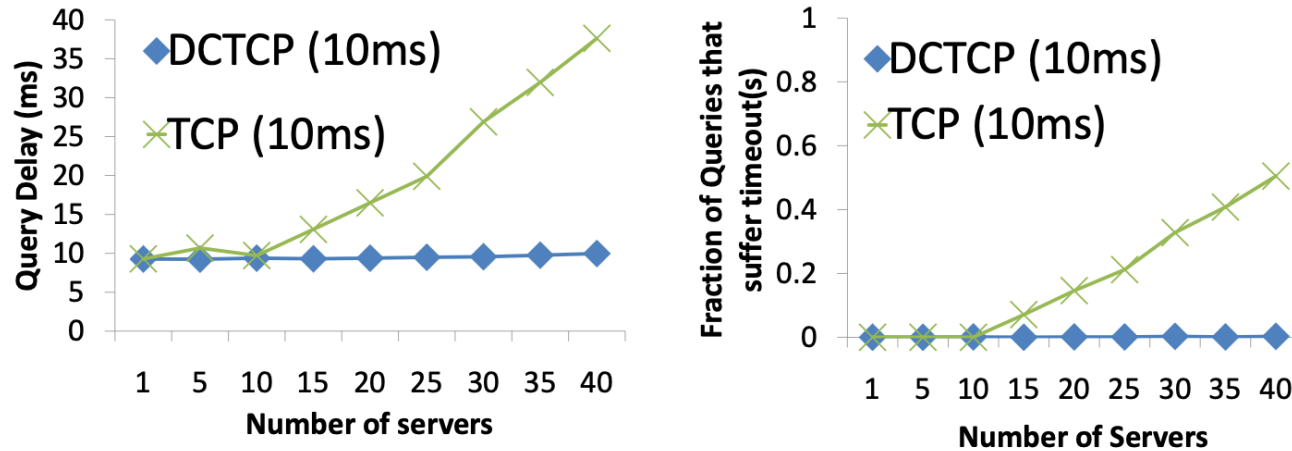 Query Delay (ms)
40
35
30
25
20
15
10
5
0
DCTCP (10ms)
TCP (10ms)
1 5 10 15 20 25 30 35 40
Number of servers
Fraction of Queries that
suffer timeout(s)
1
0.8
0.6
0.4
0.2
0
DCTCP (10ms)
TCP (10ms)
1 5 10 15 20 25 30 35 40
Number of Servers